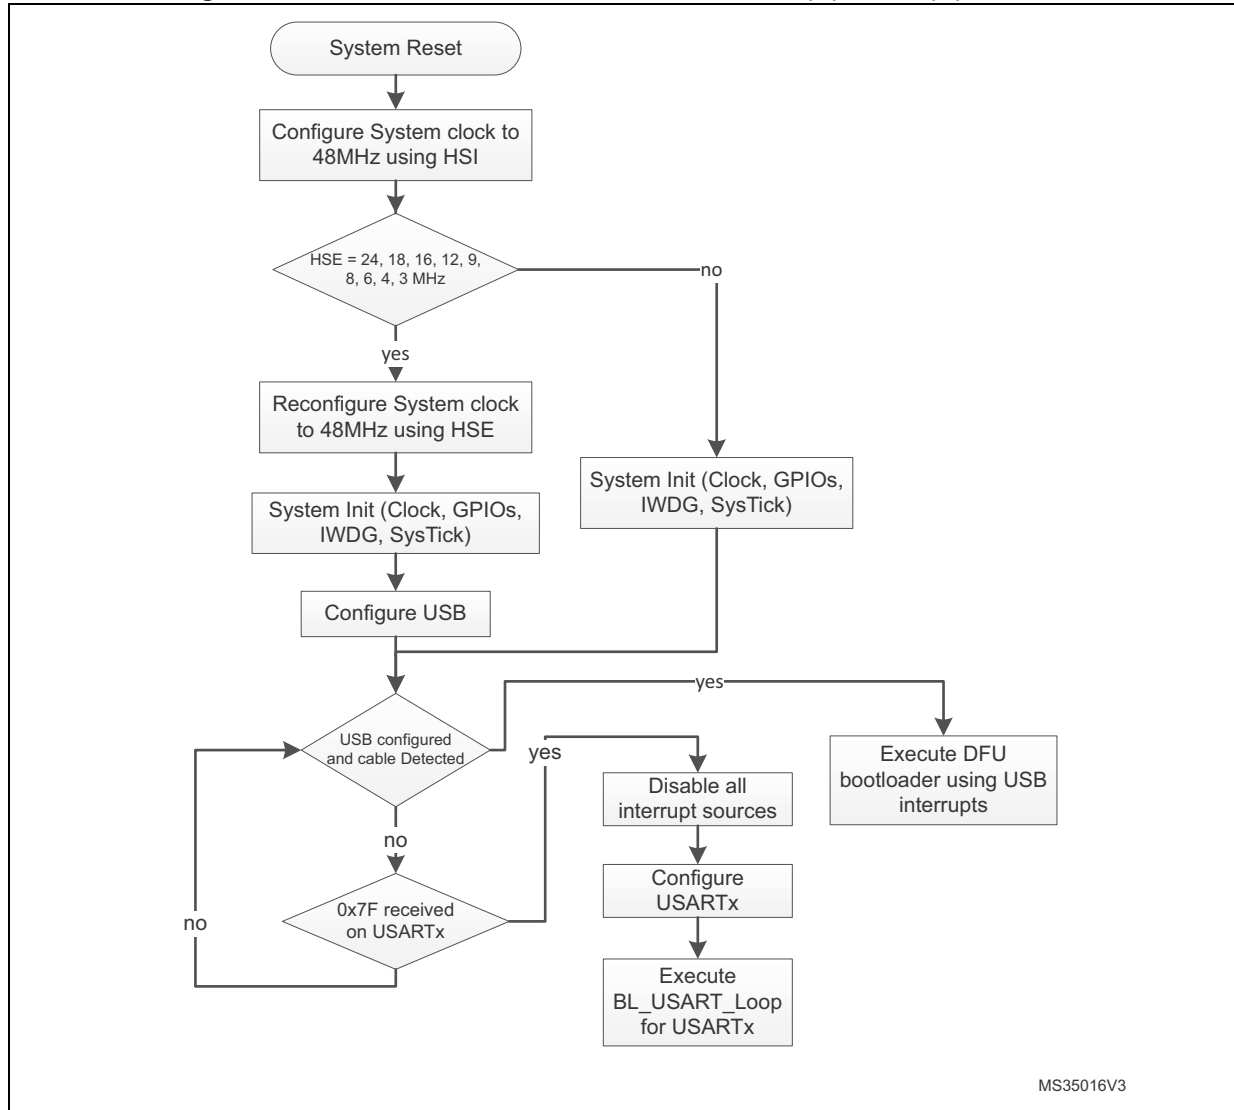 System Reset
Configure System clock to
48MHz using HSI
HSE = 24, 18, 16, 12, 9,
8, 6, 4, 3 MHz
no
yes
Reconfigure System clock
to 48MHz using HSE
System Init (Clock, GPIOs,
IWDG, SysTick)
System Init (Clock, GPIOs,
IWDG, SysTick)
Configure USB
yes
USB configured
and cable Detected
yes
Execute DFU
bootloader using USB
interrupts
Disable all
interrupt sources
no
Configure
USARTx
0x7F received
on USARTx
no
Execute
BL_USART_Loop
for USARTx
MS35016V3